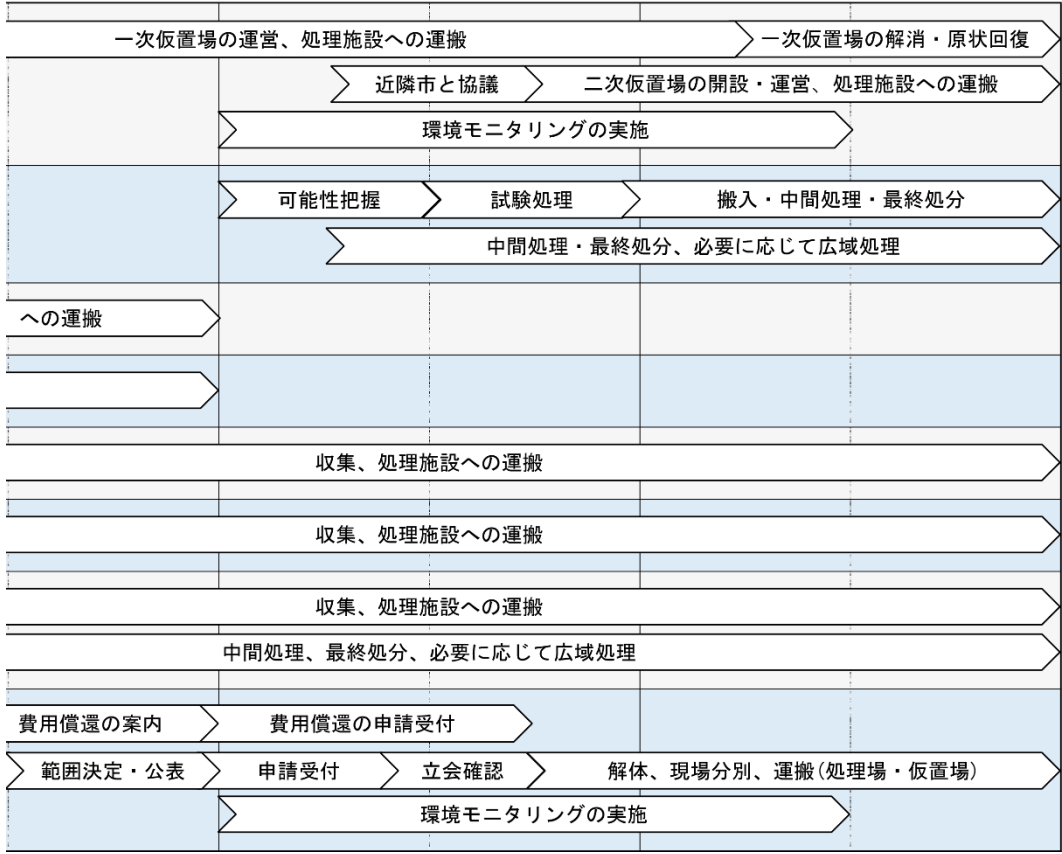 一次仮置場の運営、処理施設への運搬
一次仮置場の解消・原状回復
近隣市と協議
二次仮置場の開設・運営、処理施設への運搬
環境モニタリングの実施
可能性把握
試験処理
搬入・中間処理・最終処分
中間処理・最終処分、必要に応じて広域処理
への運搬
収集、処理施設への運搬
収集、処理施設への運搬
収集、処理施設への運搬
中間処理、最終処分、必要に応じて広域処理
費用償還の案内
費用償還の申請受付
範囲決定・公表
申請受付
立会確認
解体、現場分別、運搬(処理場・仮置場)
環境モニタリングの実施